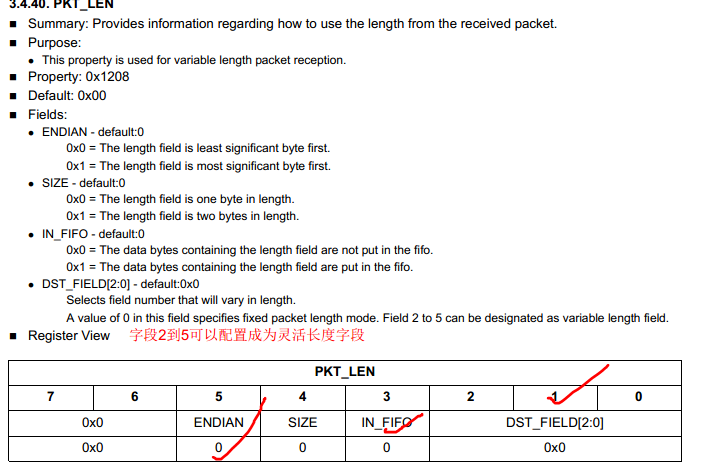 3.4.40. PKT_LEN
■ Summary: Provides information regarding how to use the length from the received packet.
■ Purpose:
● This property is used for variable length packet reception.
■ Property: 0x1208
■ Default: 0x00
■ Fields:
● ENDIAN - default:0
0x0 = The length field is least significant byte first.
0x1 = The length field is most significant byte first.
● SIZE - default:0
0x0 = The length field is one byte in length.
0x1 = The length field is two bytes in length.
● IN_FIFO - default:0
0x0 = The data bytes containing the length field are not put in the fifo.
0x1 = The data bytes containing the length field are put in the fifo.
● DST_FIELD[2:0] - default:0x0
Selects field number that will vary in length.
A value of 0 in this field specifies fixed packet length mode. Field 2 to 5 can be designated as variable length field.
■ Register View 字段2到5可以配置成为灵活长度字段
PKT_LEN
7 6 5 4 3 2 1 0
0x0 ENDIAN SIZE IN_FIFO DST_FIELD[2:0]
0x0 0 0 0 0x0